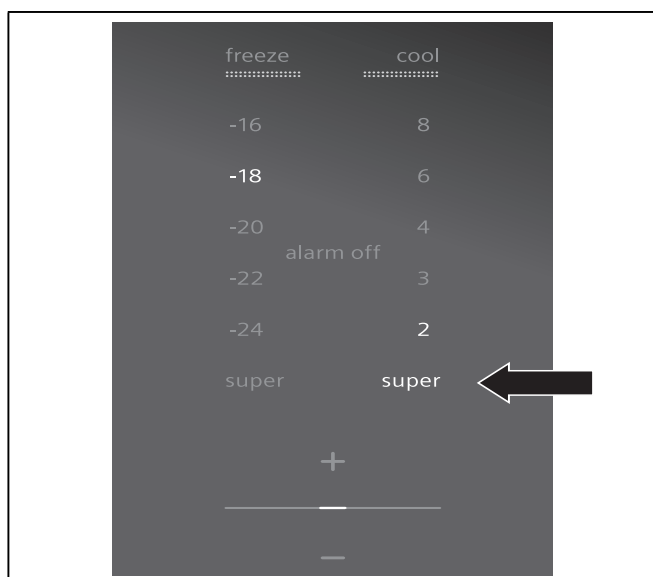 freeze cool
-16 8
-18 6
-20 4
alarm off
-22 3
-24 2
super super
+
–